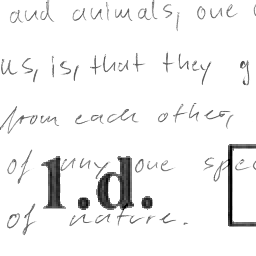 and animals, one
us, is, that they g
from each other,
of any one spec
1.d.
of nature.